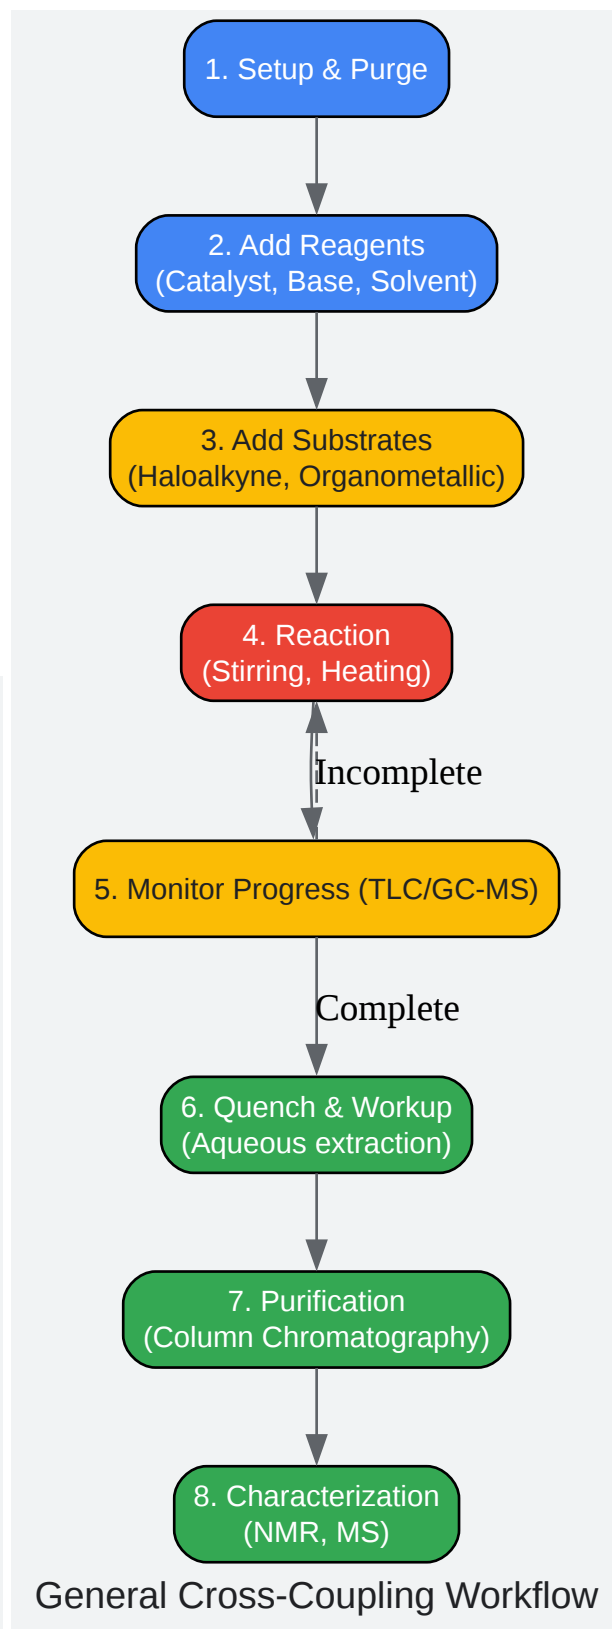 1. Setup & Purge
2. Add Reagents
(Catalyst, Base, Solvent)
3. Add Substrates
(Haloalkyne, Organometallic)
4. Reaction
(Stirring, Heating)
Incomplete
5. Monitor Progress (TLC/GC-MS)
Complete
6. Quench & Workup
(Aqueous extraction)
7. Purification
(Column Chromatography)
8. Characterization
(NMR, MS)
General Cross-Coupling Workflow